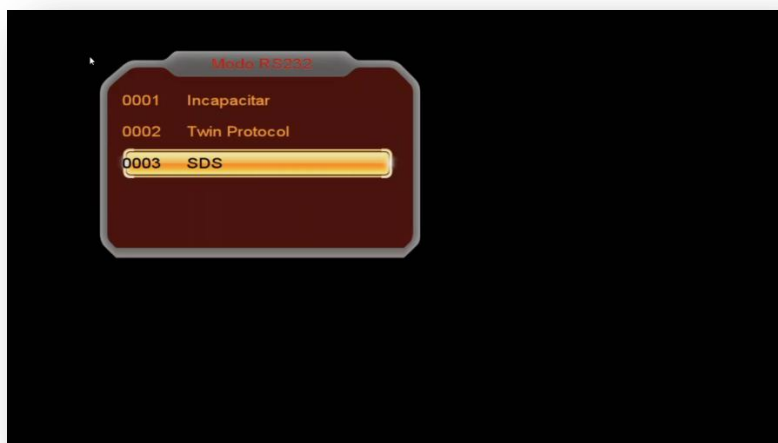 Modo RS232
0001 Incapacitar
0002 Twin Protocol
0003 SDS